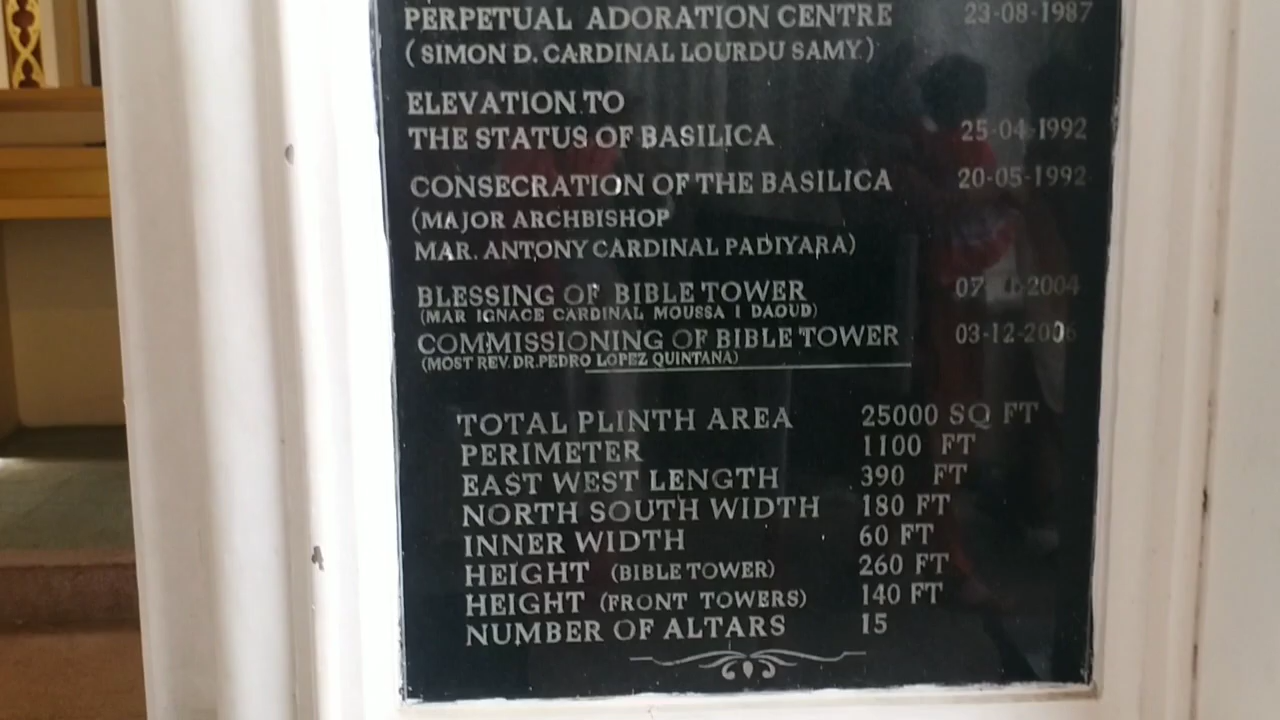 PERPETUAL ADORATION CENTRE 23-08-1987
(SIMON D. CARDINAL LOURDU SAMY)
ELEVATION TO
THE STATUS OF BASILICA 25-04-1992
CONSECRATION OF THE BASILICA 20-05-1992
(MAJOR ARCHBISHOP
MAR. ANTONY CARDINAL PADIYARA)
BLESSING OF BIBLE TOWER
(MAR IGNACE CARDINAL MOUSSA I DAOUD)
COMMISSIONING OF BIBLE TOWER 03-12-2006
(MOST REV. DR. PEDRO LOPEZ QUINTANA)
TOTAL PLINTH AREA 25000 SQ FT
PERIMETER 1100 FT
EAST WEST LENGTH 390 FT
NORTH SOUTH WIDTH 180 FT
INNER WIDTH 60 FT
HEIGHT (BIBLE TOWER) 260 FT
HEIGHT (FRONT TOWERS) 140 FT
NUMBER OF ALTARS 15